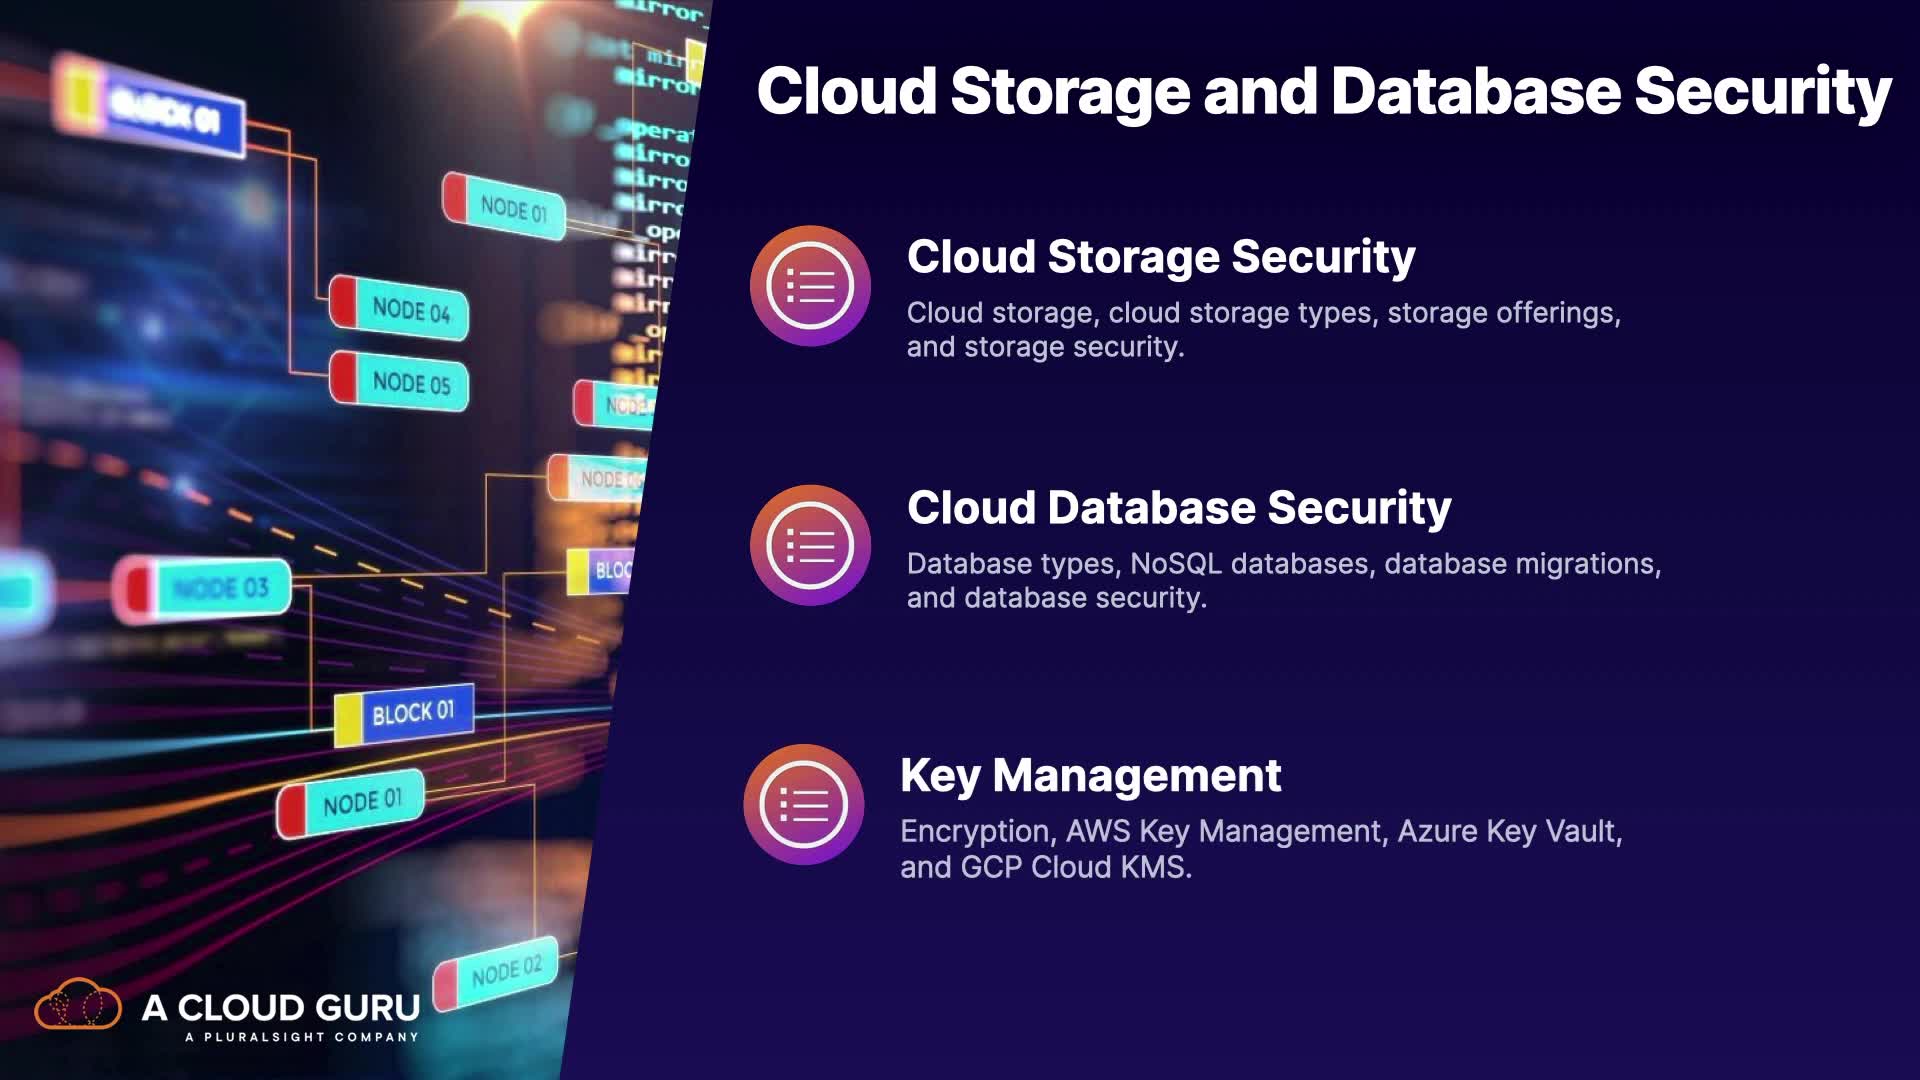 Cloud Storage and Database Security
Cloud Storage Security
Cloud storage, cloud storage types, storage offerings,
and storage security.
Cloud Database Security
Database types, NoSQL databases, database migrations,
and database security.
Key Management
Encryption, AWS Key Management, Azure Key Vault,
and GCP Cloud KMS.
BLOCK 01
NODE 01
NODE 04
NODE 05
NODE 03
BLOCK 01
NODE 01
NODE 02
A CLOUD GURU
A PLURALSIGHT COMPANY